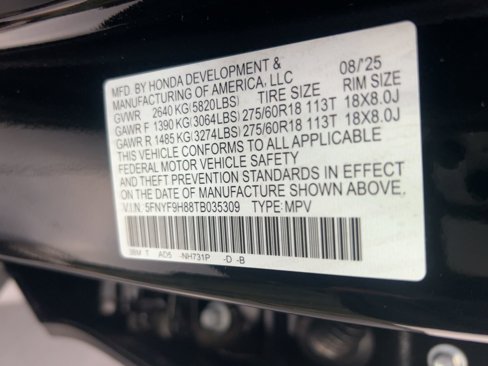 MFD. BY HONDA DEVELOPMENT & 08/'25
MANUFACTURING OF AMERICA, LLC
GVWR 2640 KG(5820LBS) TIRE SIZE RIM SIZE
GAWR F 1390 KG(3064LBS) 275/60R18 113T 18X8.0J
GAWR R 1485 KG(3274LBS) 275/60R18 113T 18X8.0J
THIS VEHICLE CONFORMS TO ALL APPLICABLE
FEDERAL MOTOR VEHICLE SAFETY
AND THEFT PREVENTION STANDARDS IN EFFECT
ON THE DATE OF MANUFACTURE SHOWN ABOVE.
V.I.N. 5FNYF9H88TB035309 TYPE: MPV
T AD5 -NH731P -D -B